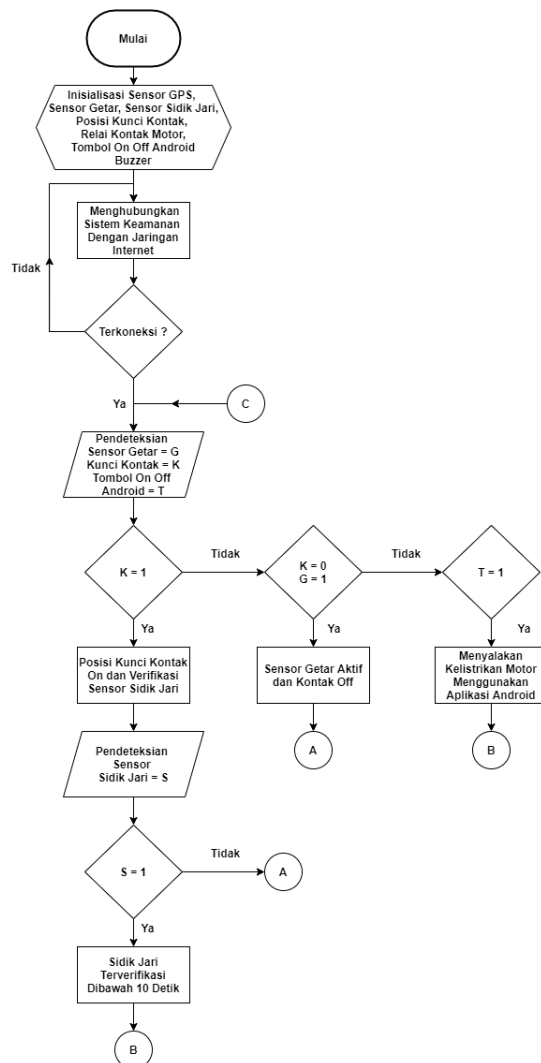 Mulai
Inisialisasi Sensor GPS,
Sensor Getar, Sensor Sidik Jari,
Posisi Kunci Kontak,
Relai Kontak Motor,
Tombol On Off Android
Buzzer
Menghubungkan
Sistem Keamanan
Dengan Jaringan
Internet
Tidak
Terkoneksi ?
Ya
C
Pendeteksian
Sensor Getar = G
Kunci Kontak = K
Tombol On Off
Android = T
K = 1
Tidak
K = 0
G = 1
Tidak
T = 1
Ya
Ya
Ya
Posisi Kunci Kontak
On dan Verifikasi
Sensor Sidik Jari
Sensor Getar Aktif
dan Kontak Off
Menyalakan
Kelistrikan Motor
Menggunakan
Aplikasi Android
A
B
Pendeteksian
Sensor
Sidik Jari = S
S = 1
Tidak
A
Ya
Sidik Jari
Terverifikasi
Dibawah 10 Detik
B